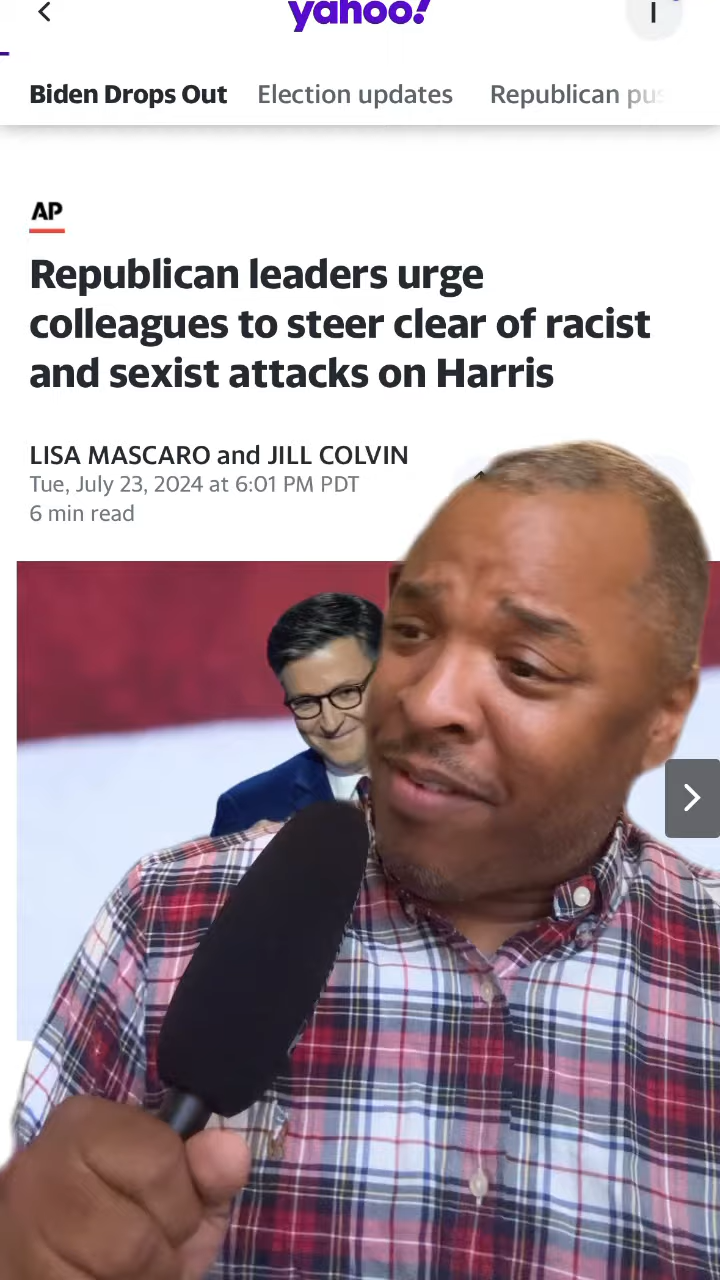 yahoo!
Biden Drops Out Election updates Republican
AP
Republican leaders urge
colleagues to steer clear of racist
and sexist attacks on Harris
LISA MASCARO and JILL COLVIN
Tue, July 23, 2024 at 6:01 PM PDT
6 min read